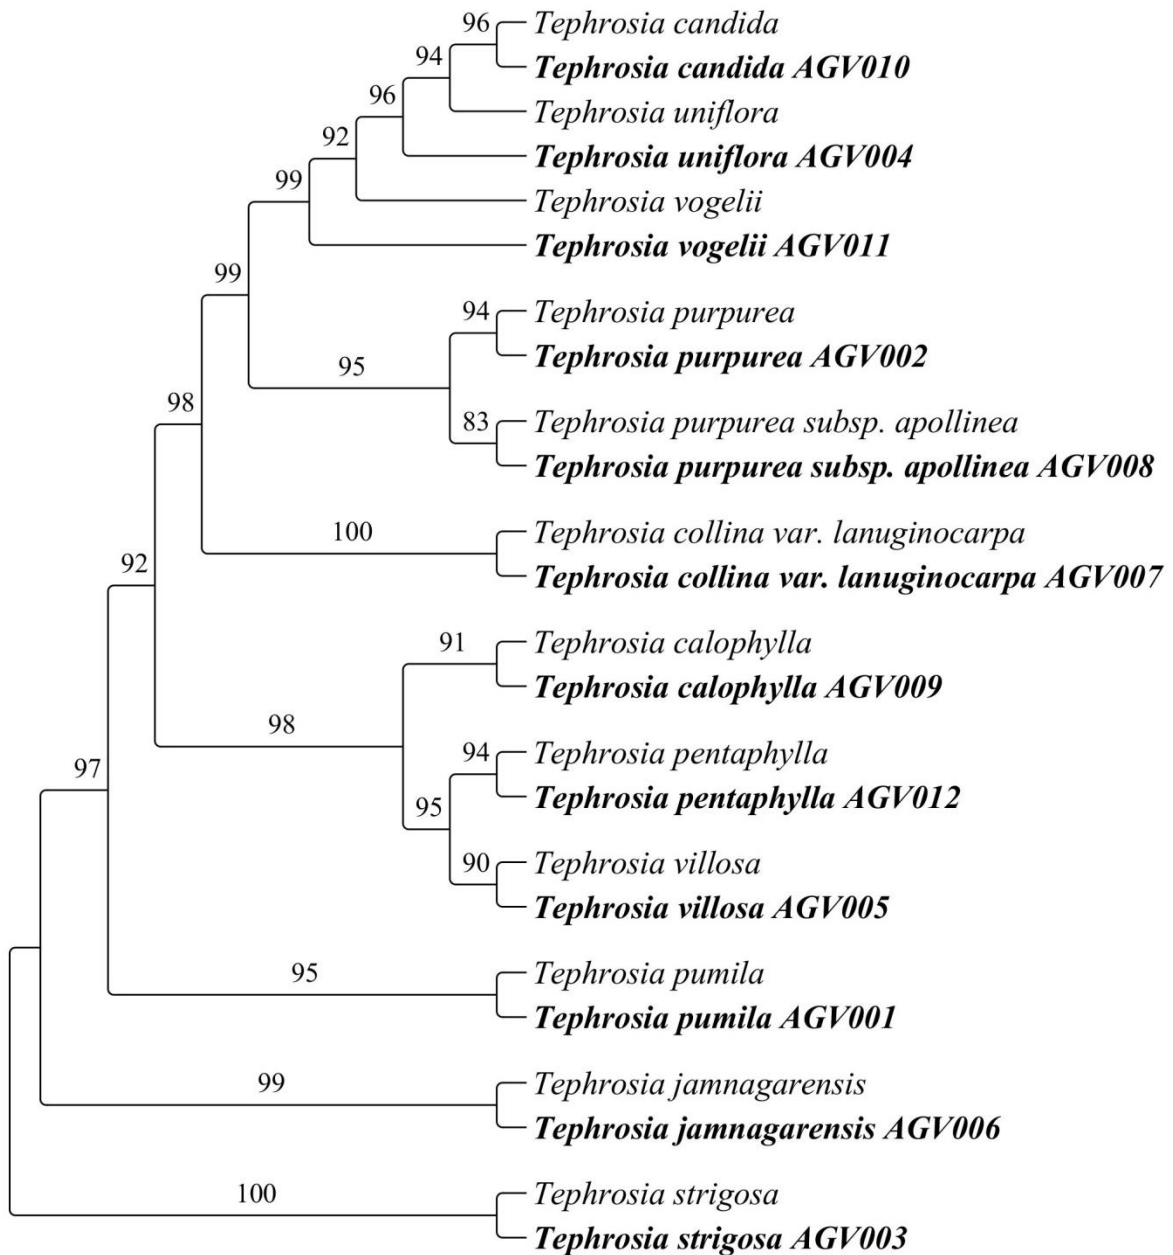 96
Tephrosia candida
94
Tephrosia candida AGV010
96
Tephrosia uniflora
92
Tephrosia uniflora AGV004
99
Tephrosia vogelii
Tephrosia vogelii AGV011
99
94
Tephrosia purpurea
95
Tephrosia purpurea AGV002
98
83
Tephrosia purpurea subsp. apollinea
Tephrosia purpurea subsp. apollinea AGV008
100
Tephrosia collina var. lanuginocarpa
92
Tephrosia collina var. lanuginocarpa AGV007
91
Tephrosia calophylla
Tephrosia calophylla AGV009
98
94
Tephrosia pentaphylla
97
Tephrosia pentaphylla AGV012
95
90
Tephrosia villosa
Tephrosia villosa AGV005
95
Tephrosia pumila
Tephrosia pumila AGV001
99
Tephrosia jamnagarensis
Tephrosia jamnagarensis AGV006
100
Tephrosia strigosa
Tephrosia strigosa AGV003